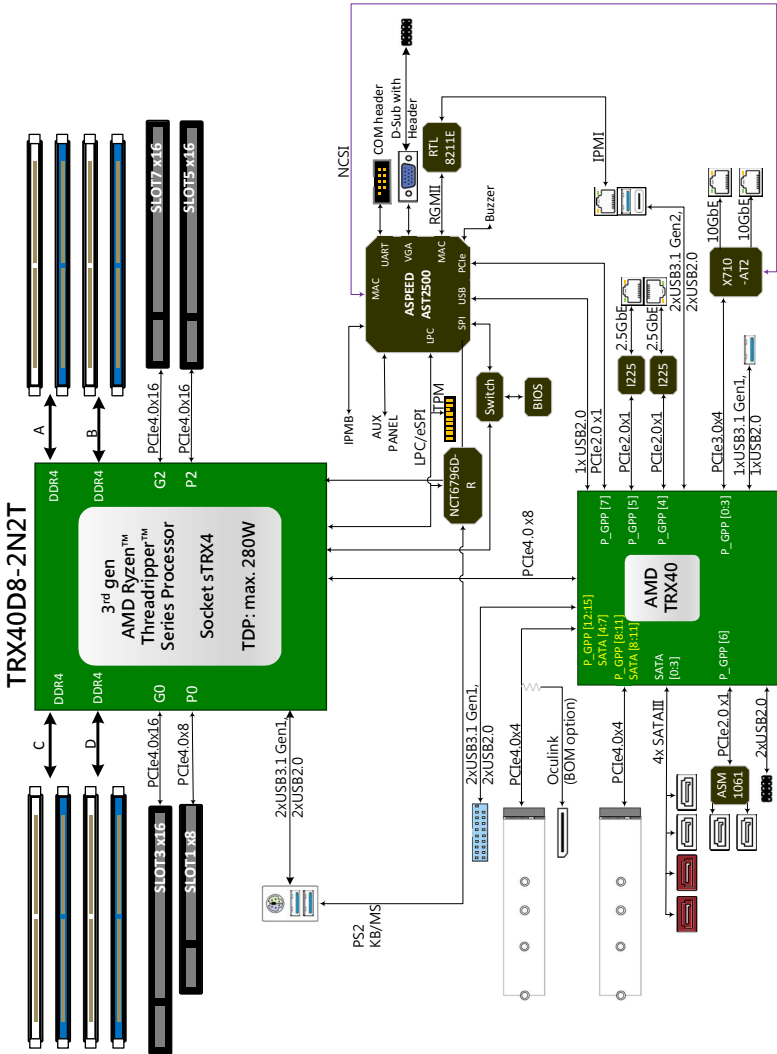 TRX40D8-2N2T
3rd gen
AMD Ryzen™
Threadripper™
Series Processor
Socket sTRX4
TDP: max. 280W
DDR4
DDR4
G0
P0
DDR4
DDR4
G2
P2
C
D
A
B
PCIe4.0x16
PCIe4.0x8
PCIe4.0x16
PCIe4.0x16
SLOT3 x16
SLOT1 x8
SLOT7 x16
SLOT5 x16
2xUSB3.1 Gen1,
2xUSB2.0
PS2
KB/MS
NCSI
COM header
D-Sub with
Header
UART
VGA
MAC
MAC
PCIe
USB
SPI
LPC
ASPEED
AST2500
RGMII
RTL
8211E
IPMI
Buzzer
IPMB
AUX
PANEL
LPC/eSPI
TPM
NCT6796D-
R
Switch
BIOS
PCIe4.0 x8
1x USB2.0
PCIe2.0 x1
PCIe2.0x1
PCIe2.0x1
I225
I225
2.5GbE
2.5GbE
2xUSB3.1 Gen2,
2xUSB2.0
PCIe3.0x4
X710
-AT2
10GbE
10GbE
1xUSB3.1 Gen1,
1xUSB2.0
AMD
TRX40
P_GPP [7]
P_GPP [5]
P_GPP [4]
P_GPP [0:3]
P_GPP [12:15]
SATA [4:7]
P_GPP [8:11]
SATA [8:11]
SATA
[0:3]
P_GPP [6]
2xUSB3.1 Gen1,
2xUSB2.0
PCIe4.0x4
Oculink
(BOM option)
PCIe4.0x4
4x SATAIII
PCIe2.0 x1
ASM
1061
2xUSB2.0